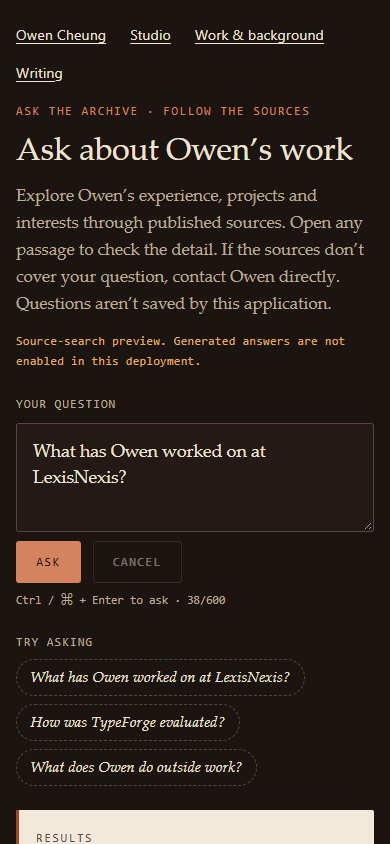 Owen Cheung Studio Work & background
Writing
ASK THE ARCHIVE · FOLLOW THE SOURCES
Ask about Owen’s work
Explore Owen’s experience, projects and
interests through published sources. Open any
passage to check the detail. If the sources don’t
cover your question, contact Owen directly.
Questions aren’t saved by this application.
Source-search preview. Generated answers are not
enabled in this deployment.
YOUR QUESTION
What has Owen worked on at
LexisNexis?
ASK CANCEL
Ctrl / ⌘ + Enter to ask · 38/600
TRY ASKING
What has Owen worked on at LexisNexis?
How was TypeForge evaluated?
What does Owen do outside work?
RESULTS